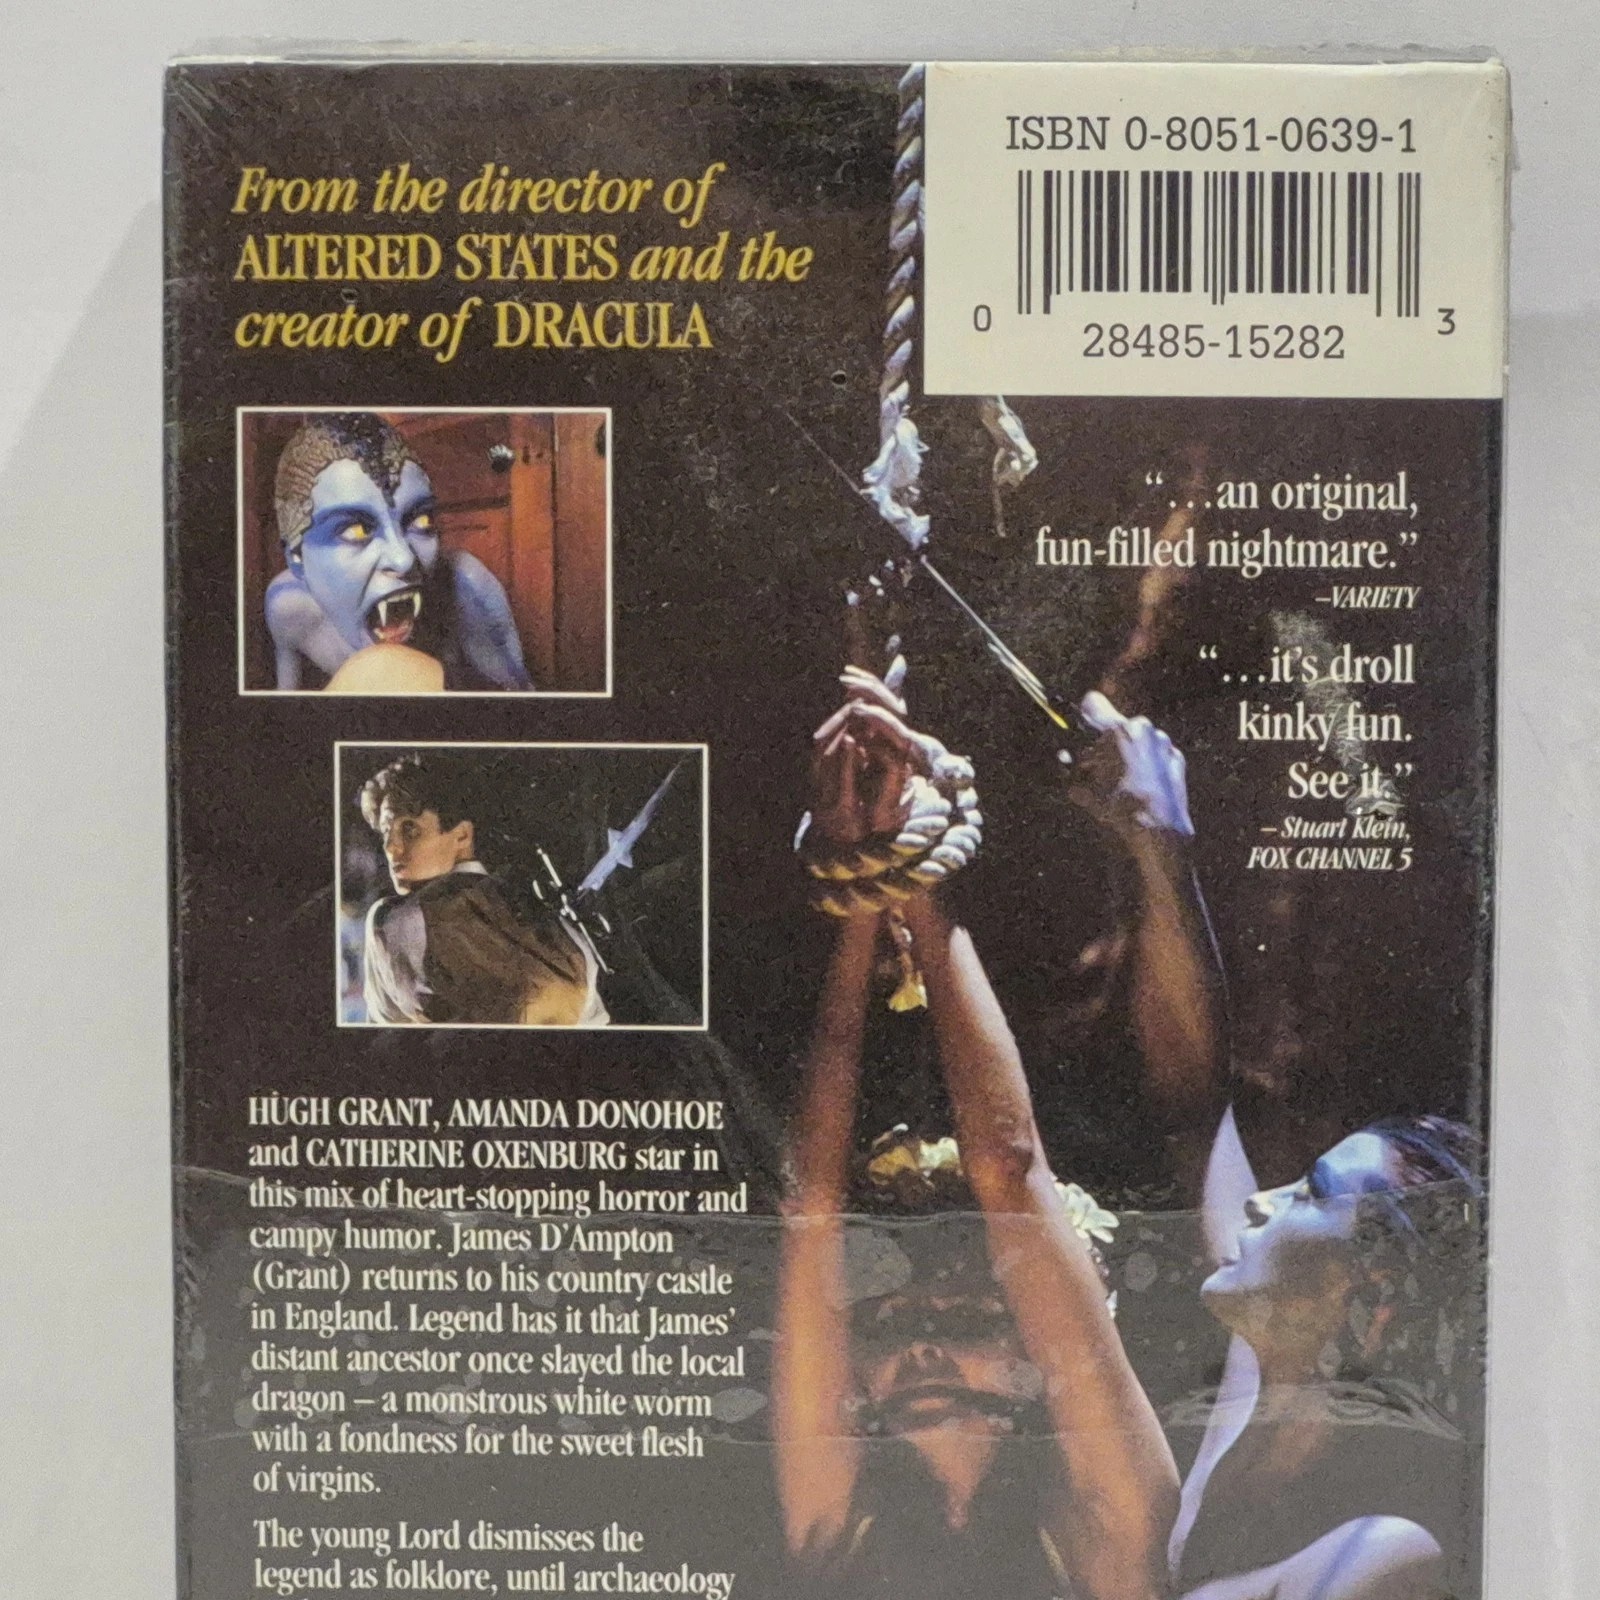 From the director of
ALTERED STATES and the
creator of DRACULA
ISBN 0-8051-0639-1
0 28485-15282 3
“...an original,
fun-filled nightmare.”
–VARIETY
“...it's droll
kinky fun.
See it.”
– Stuart Klein,
FOX CHANNEL 5
HUGH GRANT, AMANDA DONOHOE
and CATHERINE OXENBURG star in
this mix of heart-stopping horror and
campy humor. James D'Ampton
(Grant) returns to his country castle
in England. Legend has it that James'
distant ancestor once slayed the local
dragon – a monstrous white worm
with a fondness for the sweet flesh
of virgins.
The young Lord dismisses the
legend as folklore, until archaeology